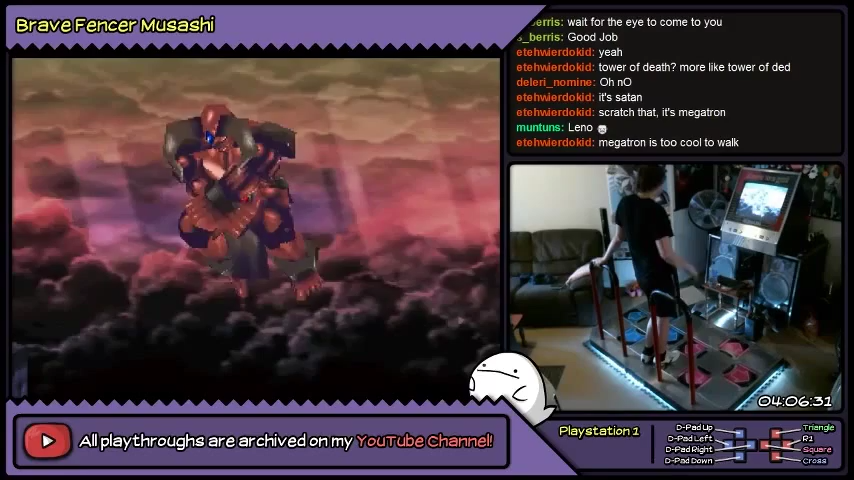 Brave Fencer Musashi
berris: wait for the eye to come to you
s_berris: Good Job
etehwierdokid: yeah
etehwierdokid: tower of death? more like tower of ded
deleri_nomine: Oh nO
etehwierdokid: it's satan
etehwierdokid: scratch that, it's megatron
muntuns: Leno
etehwierdokid: megatron is too cool to walk
04:06:31
All playthroughs are archived on my YouTube Channel!
Playstation 1
D-Pad Up
D-Pad Left
D-Pad Right
D-Pad Down
Triangle
R1
Square
Cross